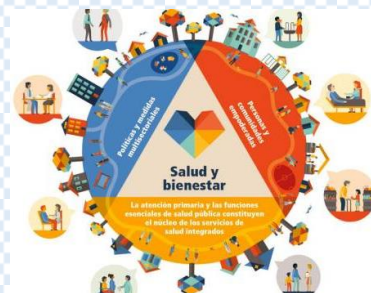 Políticas y medidas
multisectoriales
Personas y
comunidades
empoderadas
Salud y
bienestar
La atención primaria y las funciones
esenciales de salud pública constituyen
el núcleo de los servicios de
salud integrados